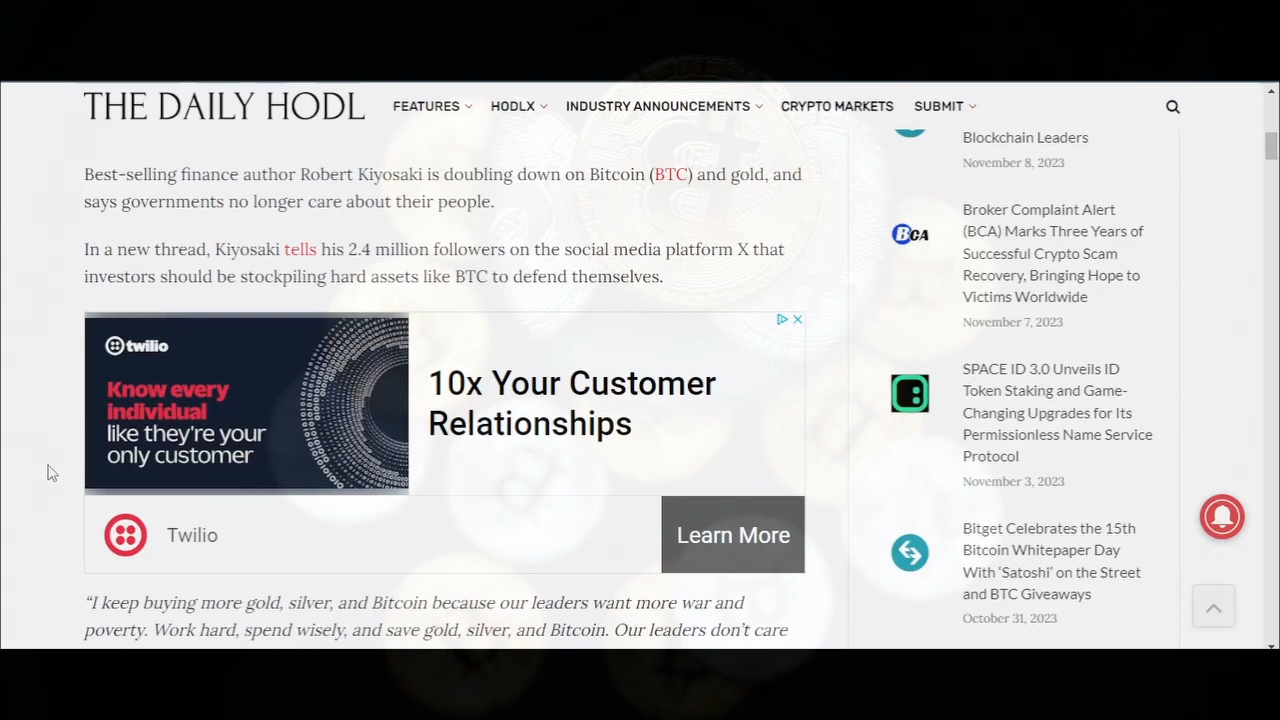 THE DAILY HODL
FEATURES
HODLX
INDUSTRY ANNOUNCEMENTS
CRYPTO MARKETS
SUBMIT
Best-selling finance author Robert Kiyosaki is doubling down on Bitcoin (BTC) and gold, and
says governments no longer care about their people.
In a new thread, Kiyosaki tells his 2.4 million followers on the social media platform X that
investors should be stockpiling hard assets like BTC to defend themselves.
twilio
Know every
individual
like they're your
only customer
10x Your Customer
Relationships
Twilio
Learn More
“I keep buying more gold, silver, and Bitcoin because our leaders want more war and
poverty. Work hard, spend wisely, and save gold, silver, and Bitcoin. Our leaders don’t care
Blockchain Leaders
November 8, 2023
BCA
Broker Complaint Alert
(BCA) Marks Three Years of
Successful Crypto Scam
Recovery, Bringing Hope to
Victims Worldwide
November 7, 2023
SPACE ID 3.0 Unveils ID
Token Staking and Game-
Changing Upgrades for Its
Permissionless Name Service
Protocol
November 3, 2023
Bitget Celebrates the 15th
Bitcoin Whitepaper Day
With ‘Satoshi’ on the Street
and BTC Giveaways
October 31, 2023